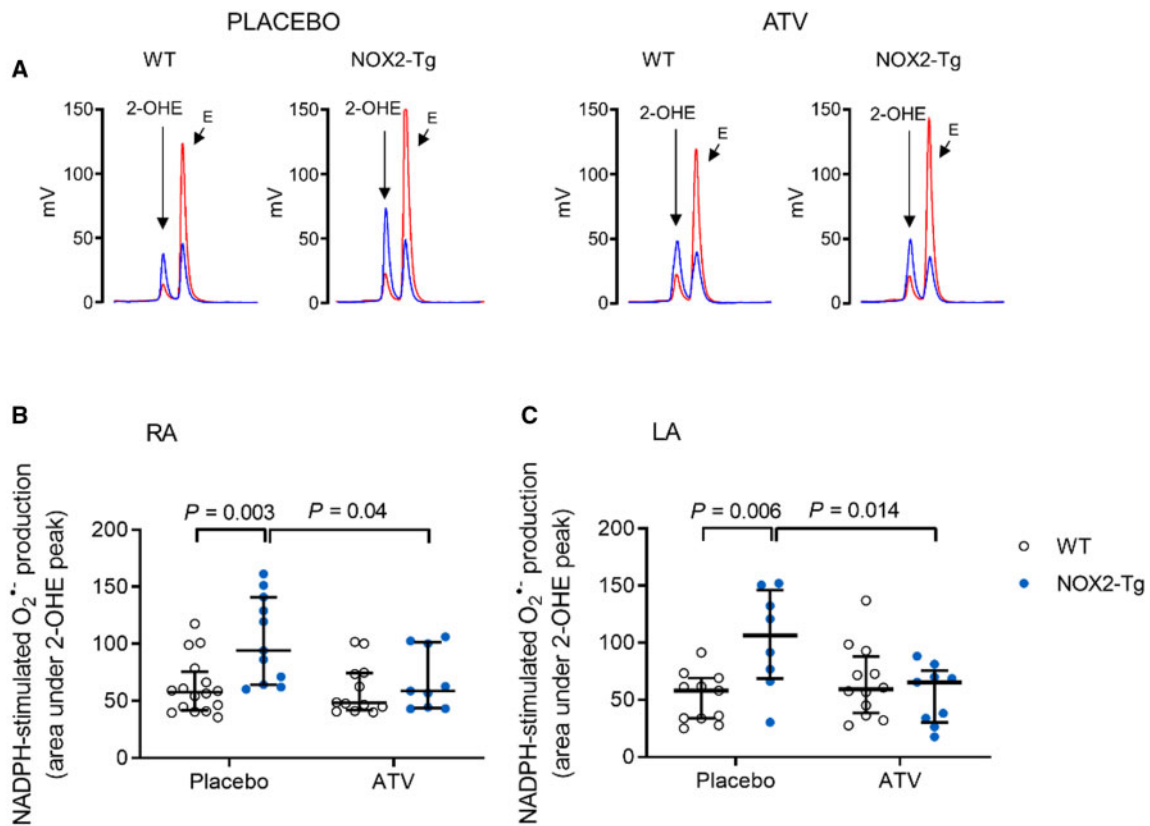 PLACEBO
ATV
A
WT
NOX2-Tg
WT
NOX2-Tg
2-OHE
E
2-OHE
E
2-OHE
E
2-OHE
E
mV
150
100
50
0
mV
150
100
50
0
mV
150
100
50
0
mV
150
100
50
0
B
RA
NADPH-stimulated O₂•- production
(area under 2-OHE peak)
P = 0.003
P = 0.04
200
150
100
50
0
Placebo
ATV
C
LA
NADPH-stimulated O₂•- production
(area under 2-OHE peak)
P = 0.006
P = 0.014
200
150
100
50
0
Placebo
ATV
WT
NOX2-Tg